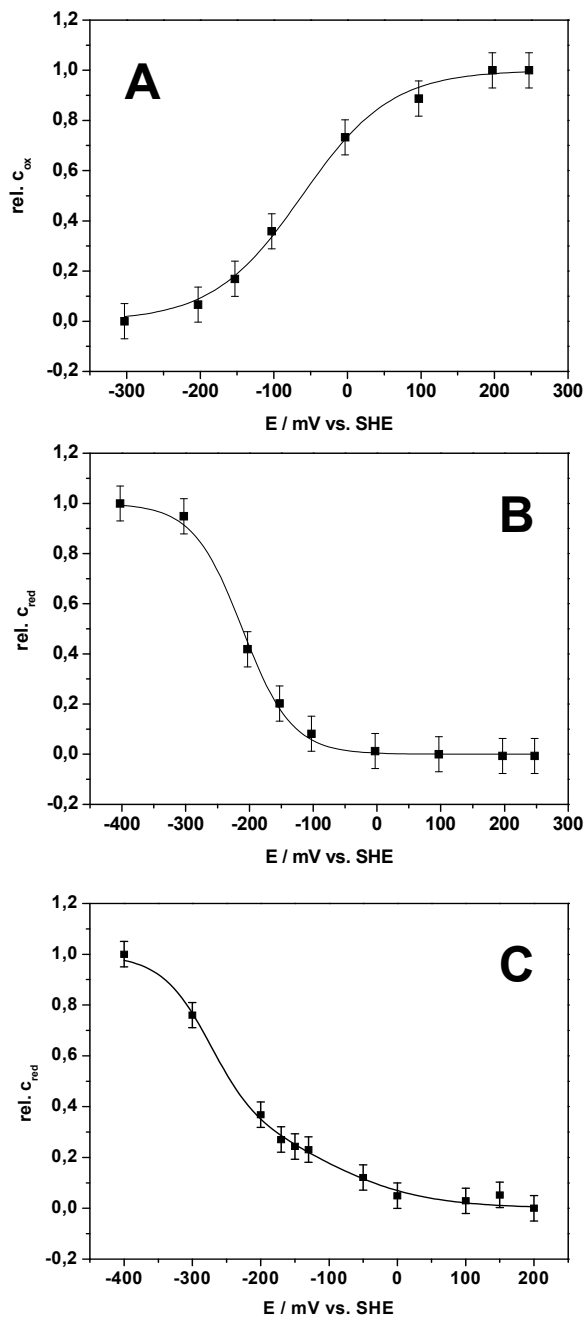 A
rel. c_ox
1,2
1,0
0,8
0,6
0,4
0,2
0,0
-0,2
-300 -200 -100 0 100 200 300
E / mV vs. SHE
B
rel. c_red
1,2
1,0
0,8
0,6
0,4
0,2
0,0
-0,2
-400 -300 -200 -100 0 100 200 300
E / mV vs. SHE
C
rel. c_red
1,2
1,0
0,8
0,6
0,4
0,2
0,0
-0,2
-400 -300 -200 -100 0 100 200
E / mV vs. SHE